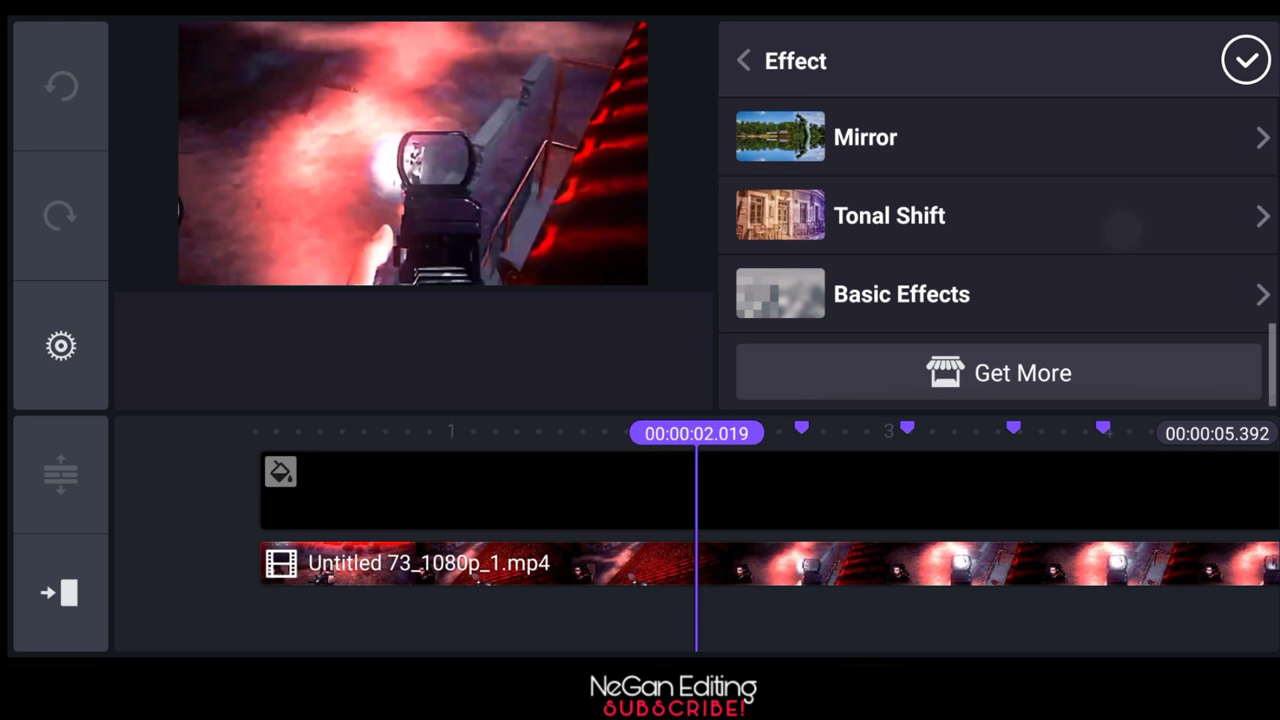 Effect
Mirror
Tonal Shift
Basic Effects
Get More
1
00:00:02.019
3
4
00:00:05.392
Untitled 73_1080p_1.mp4
NeGan Editing
SUBSCRIBE!